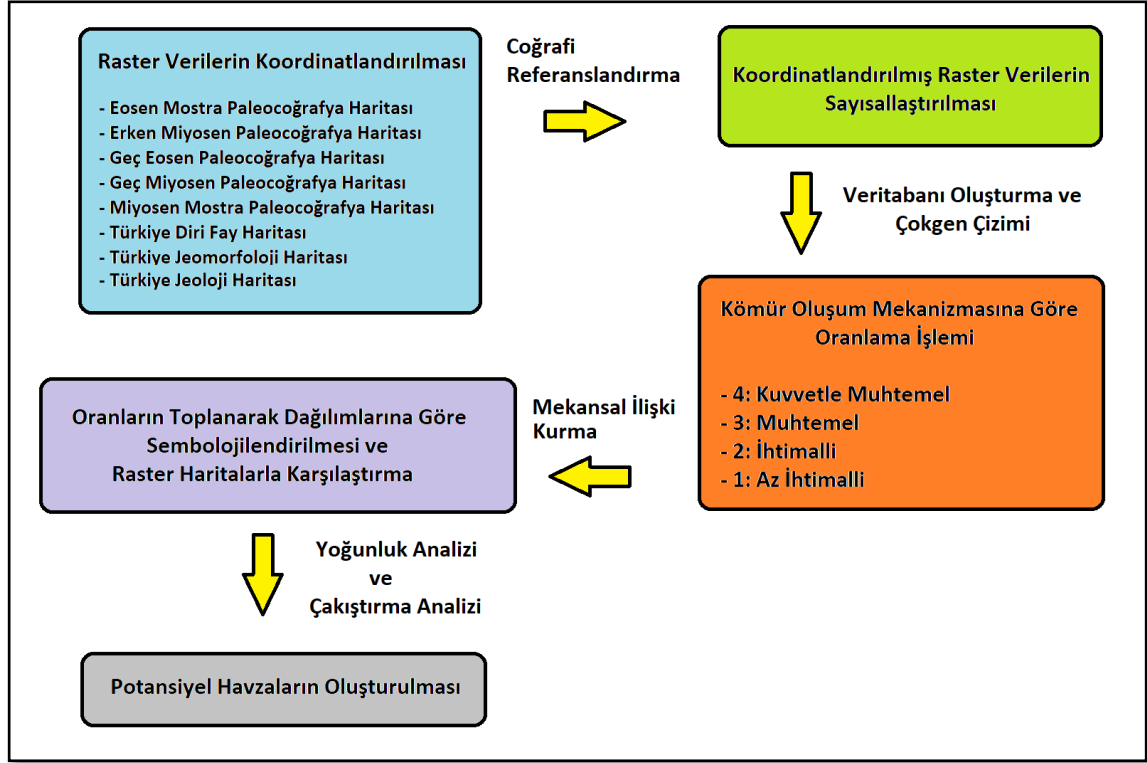 Raster Verilerin Koordinatlandırılması
- Eosen Mostra Paleocoğrafya Haritası
- Erken Miyosen Paleocoğrafya Haritası
- Geç Eosen Paleocoğrafya Haritası
- Geç Miyosen Paleocoğrafya Haritası
- Miyosen Mostra Paleocoğrafya Haritası
- Türkiye Diri Fay Haritası
- Türkiye Jeomorfoloji Haritası
- Türkiye Jeoloji Haritası
Coğrafi
Referanslandırma
Koordinatlandırılmış Raster Verilerin
Sayısallaştırılması
Veritabanı Oluşturma ve
Çokgen Çizimi
Kömür Oluşum Mekanizmasına Göre
Oranlama İşlemi
- 4: Kuvvetle Muhtemel
- 3: Muhtemel
- 2: İhtimalli
- 1: Az İhtimalli
Mekansal İlişki
Kurma
Oranların Toplanarak Dağılımlarına Göre
Sembolojilendirilmesi ve
Raster Haritalarla Karşılaştırma
Yoğunluk Analizi
ve
Çakıştırma Analizi
Potansiyel Havzaların Oluşturulması